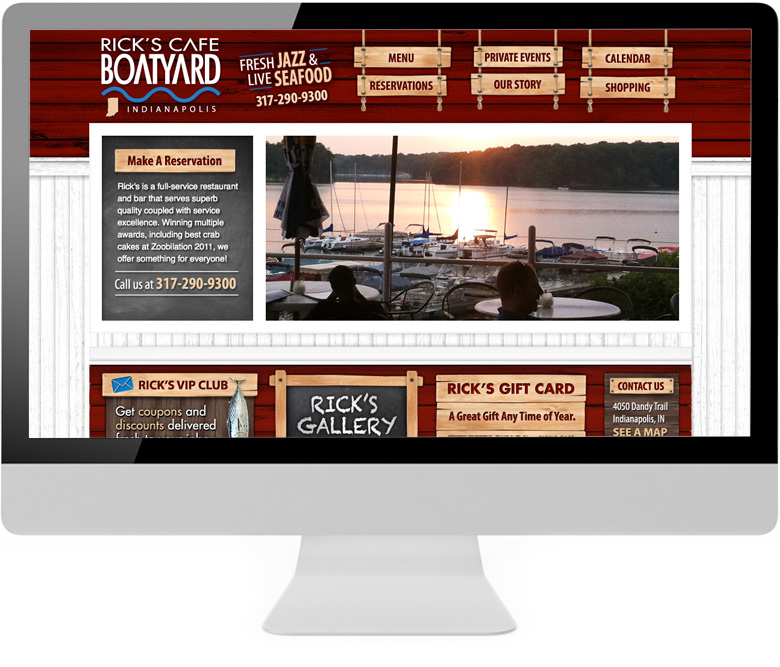 RICK'S CAFE
BOATYARD
INDIANAPOLIS
FRESH JAZZ &
LIVE SEAFOOD
317-290-9300
MENU
PRIVATE EVENTS
CALENDAR
RESERVATIONS
OUR STORY
SHOPPING
Make A Reservation
Rick's is a full-service restaurant
and bar that serves superb
quality coupled with service
excellence. Winning multiple
awards, including best crab
cakes at Zoobilation 2011, we
offer something for everyone!
Call us at 317-290-9300
RICK'S VIP CLUB
Get coupons and
discounts delivered
RICK'S
GALLERY
RICK'S GIFT CARD
A Great Gift Any Time of Year.
CONTACT US
4050 Dandy Trail
Indianapolis, IN
SEE A MAP